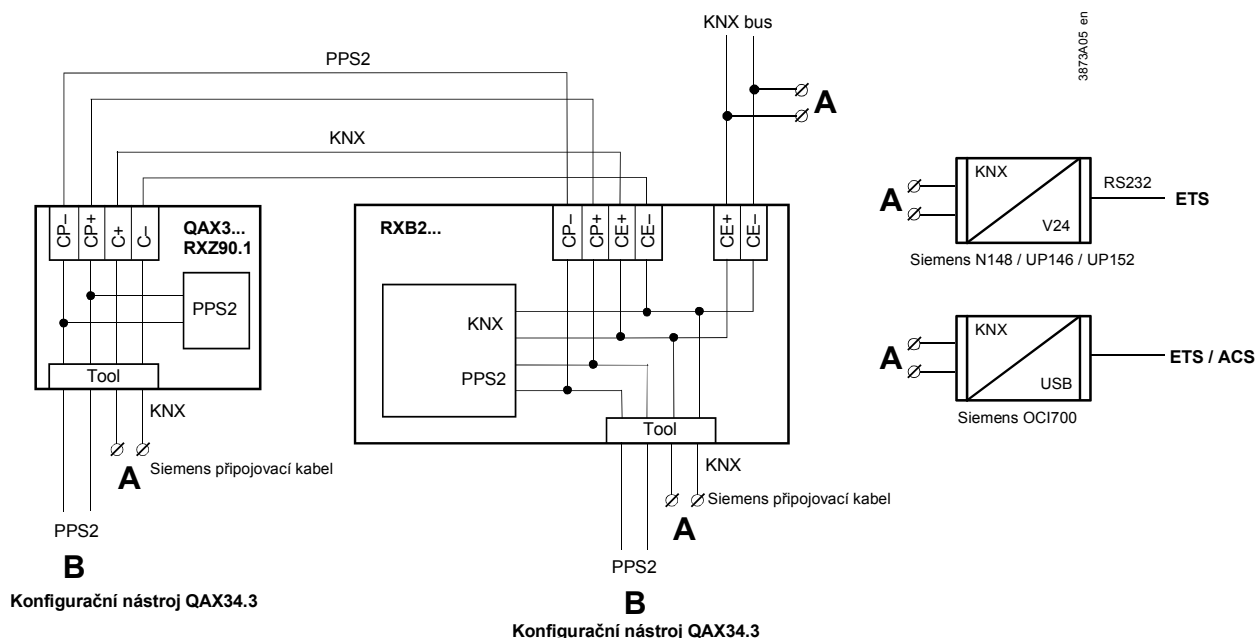 KNX bus
3873A05 en
PPS2
A
KNX
CP–
CP+
C+
C–
QAX3...
RXZ90.1
PPS2
Tool
KNX
A
Siemens připojovací kabel
PPS2
B
Konfigurační nástroj QAX34.3
RXB2...
CP–
CP+
CE+
CE–
CE+
CE–
KNX
PPS2
Tool
KNX
Siemens připojovací kabel
A
PPS2
B
Konfigurační nástroj QAX34.3
A
KNX
V24
RS232
ETS
Siemens N148 / UP146 / UP152
A
KNX
USB
ETS / ACS
Siemens OCI700